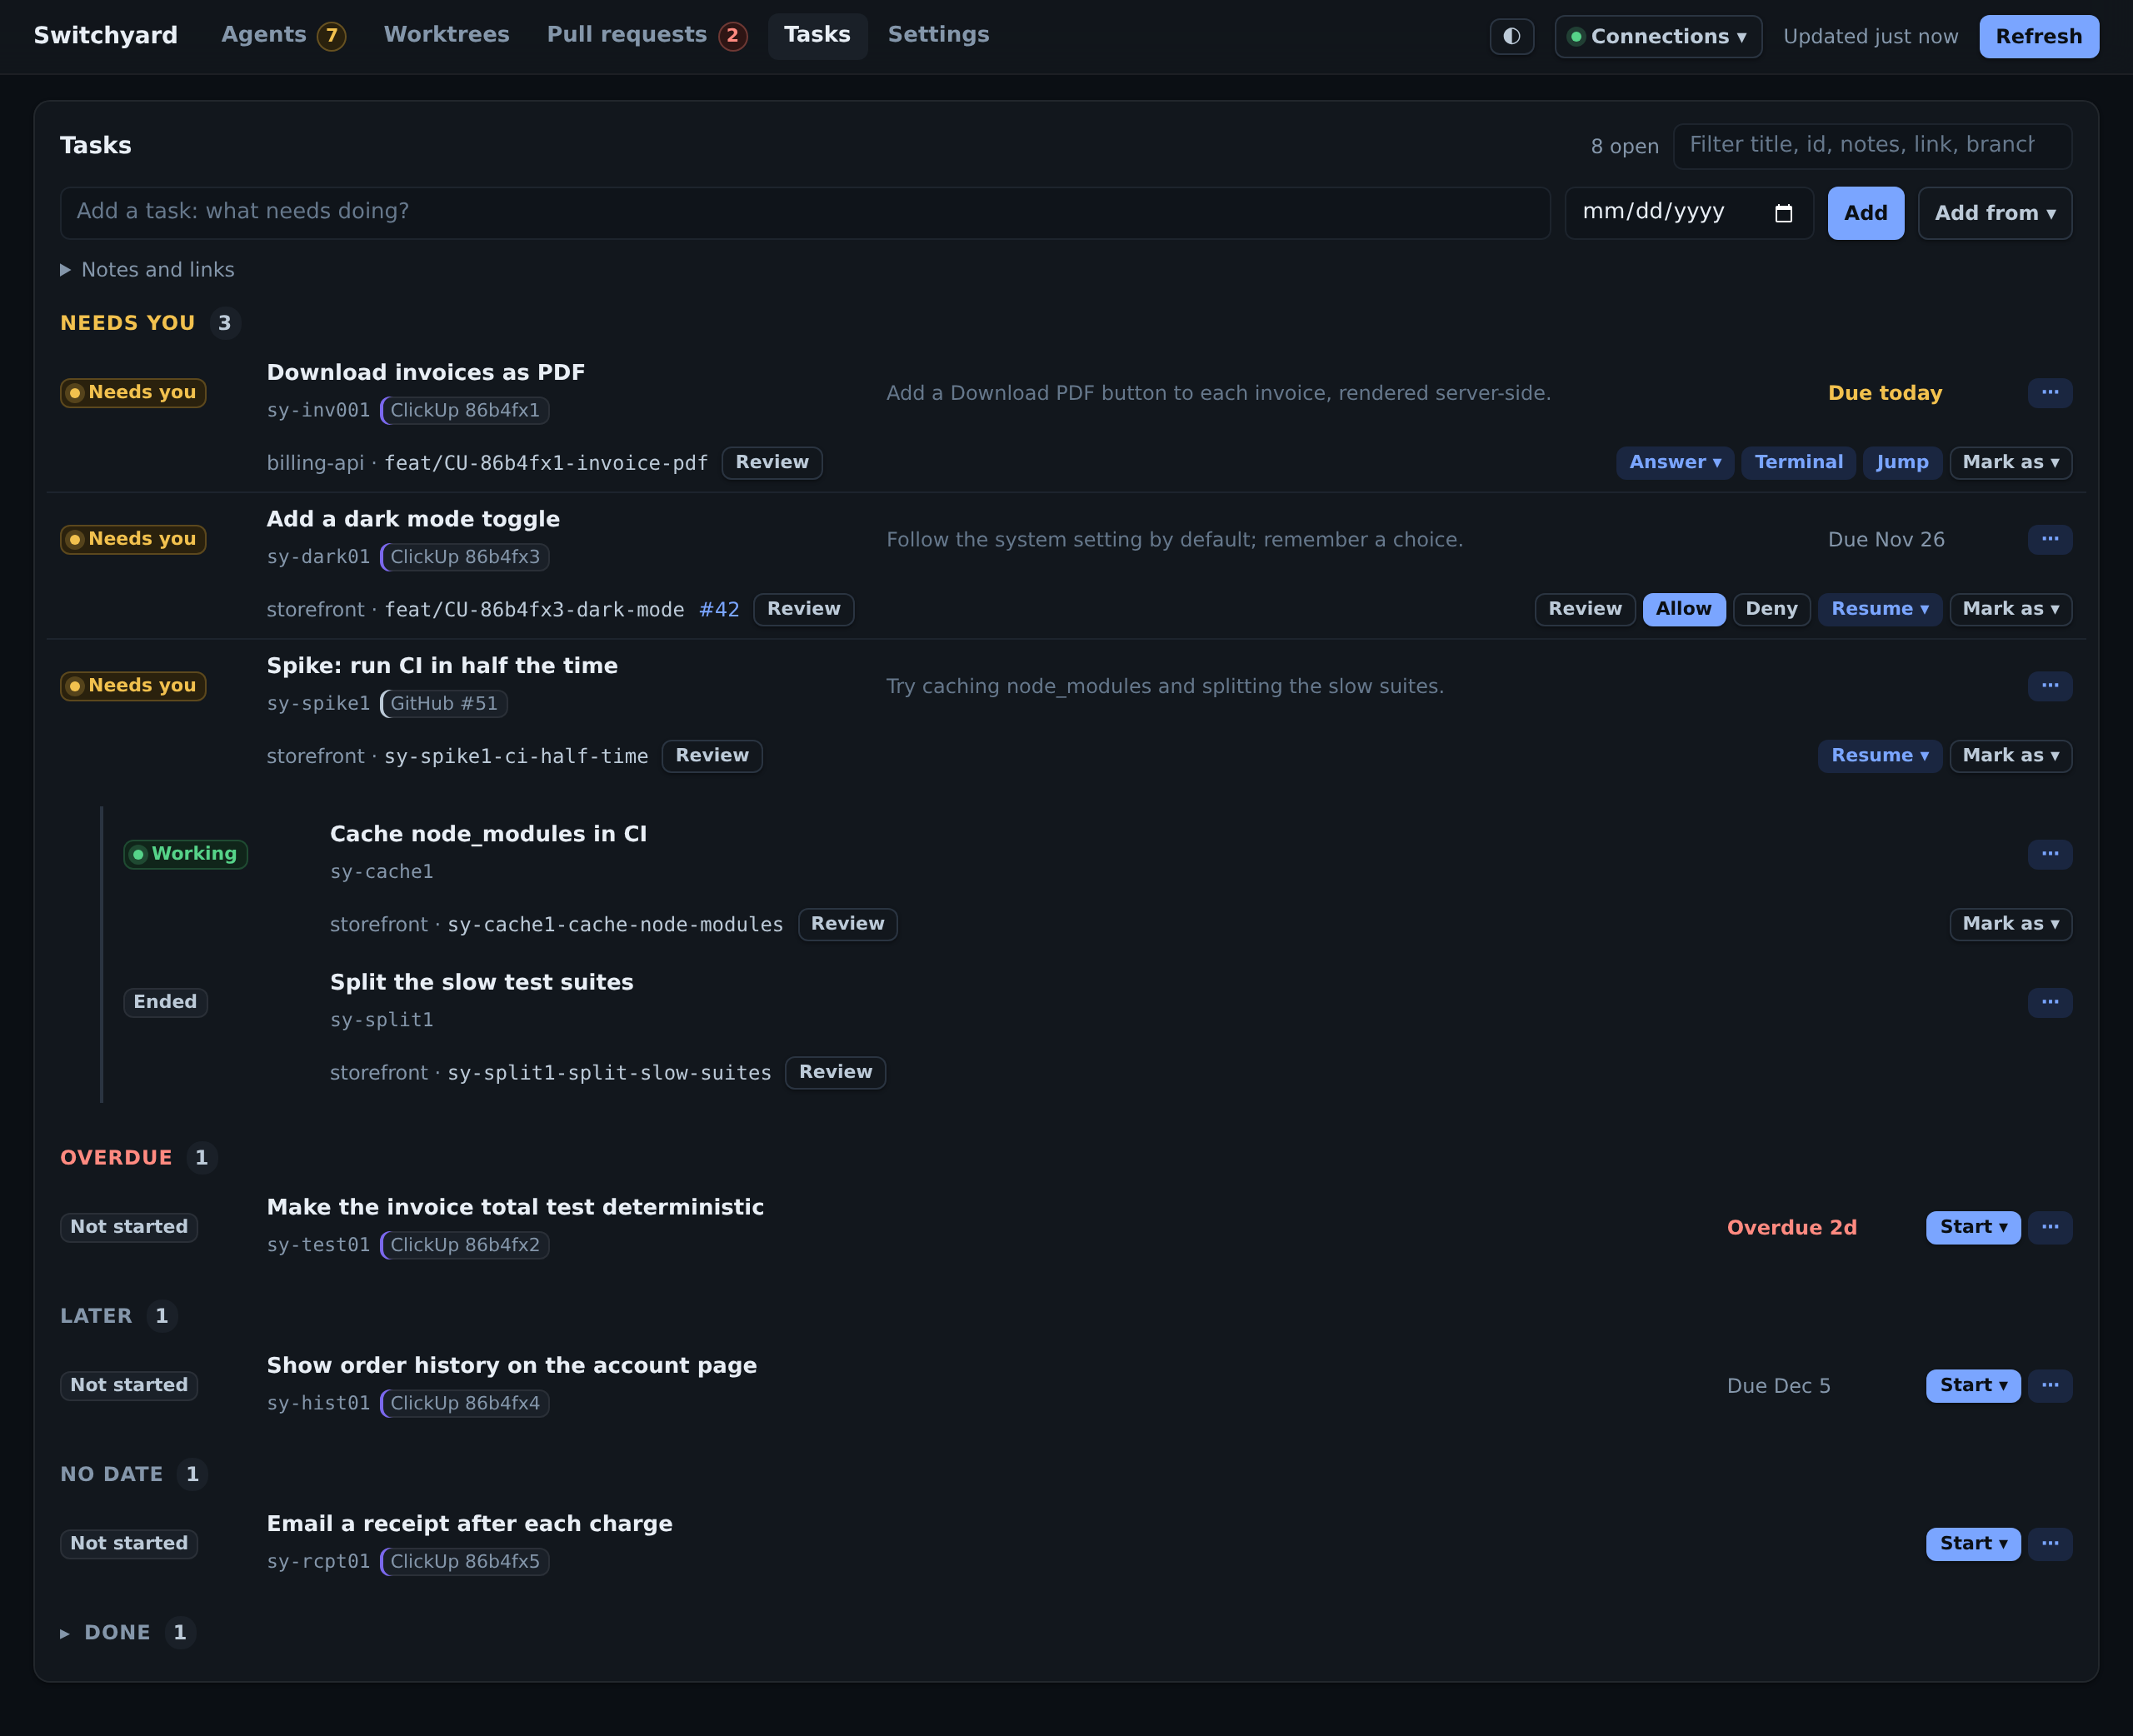 Switchyard Agents 7 Worktrees Pull requests 2 Tasks Settings Connections ▾ Updated just now Refresh
Tasks 8 open Filter title, id, notes, link, branch
Add a task: what needs doing? mm/dd/yyyy Add Add from ▾
▶ Notes and links
NEEDS YOU 3
Download invoices as PDF
Needs you Add a Download PDF button to each invoice, rendered server-side. Due today ···
sy-inv001 ClickUp 86b4fx1
billing-api · feat/CU-86b4fx1-invoice-pdf Review Answer ▾ Terminal Jump Mark as ▾
Add a dark mode toggle
Needs you Follow the system setting by default; remember a choice. Due Nov 26 ···
sy-dark01 ClickUp 86b4fx3
storefront · feat/CU-86b4fx3-dark-mode #42 Review Review Allow Deny Resume ▾ Mark as ▾
Spike: run CI in half the time
Needs you Try caching node_modules and splitting the slow suites. ···
sy-spike1 GitHub #51
storefront · sy-spike1-ci-half-time Review Resume ▾ Mark as ▾
Cache node_modules in CI
Working ···
sy-cache1
storefront · sy-cache1-cache-node-modules Review Mark as ▾
Split the slow test suites
Ended ···
sy-split1
storefront · sy-split1-split-slow-suites Review
OVERDUE 1
Make the invoice total test deterministic
Not started Overdue 2d Start ▾ ···
sy-test01 ClickUp 86b4fx2
LATER 1
Show order history on the account page
Not started Due Dec 5 Start ▾ ···
sy-hist01 ClickUp 86b4fx4
NO DATE 1
Email a receipt after each charge
Not started Start ▾ ···
sy-rcpt01 ClickUp 86b4fx5
▸ DONE 1